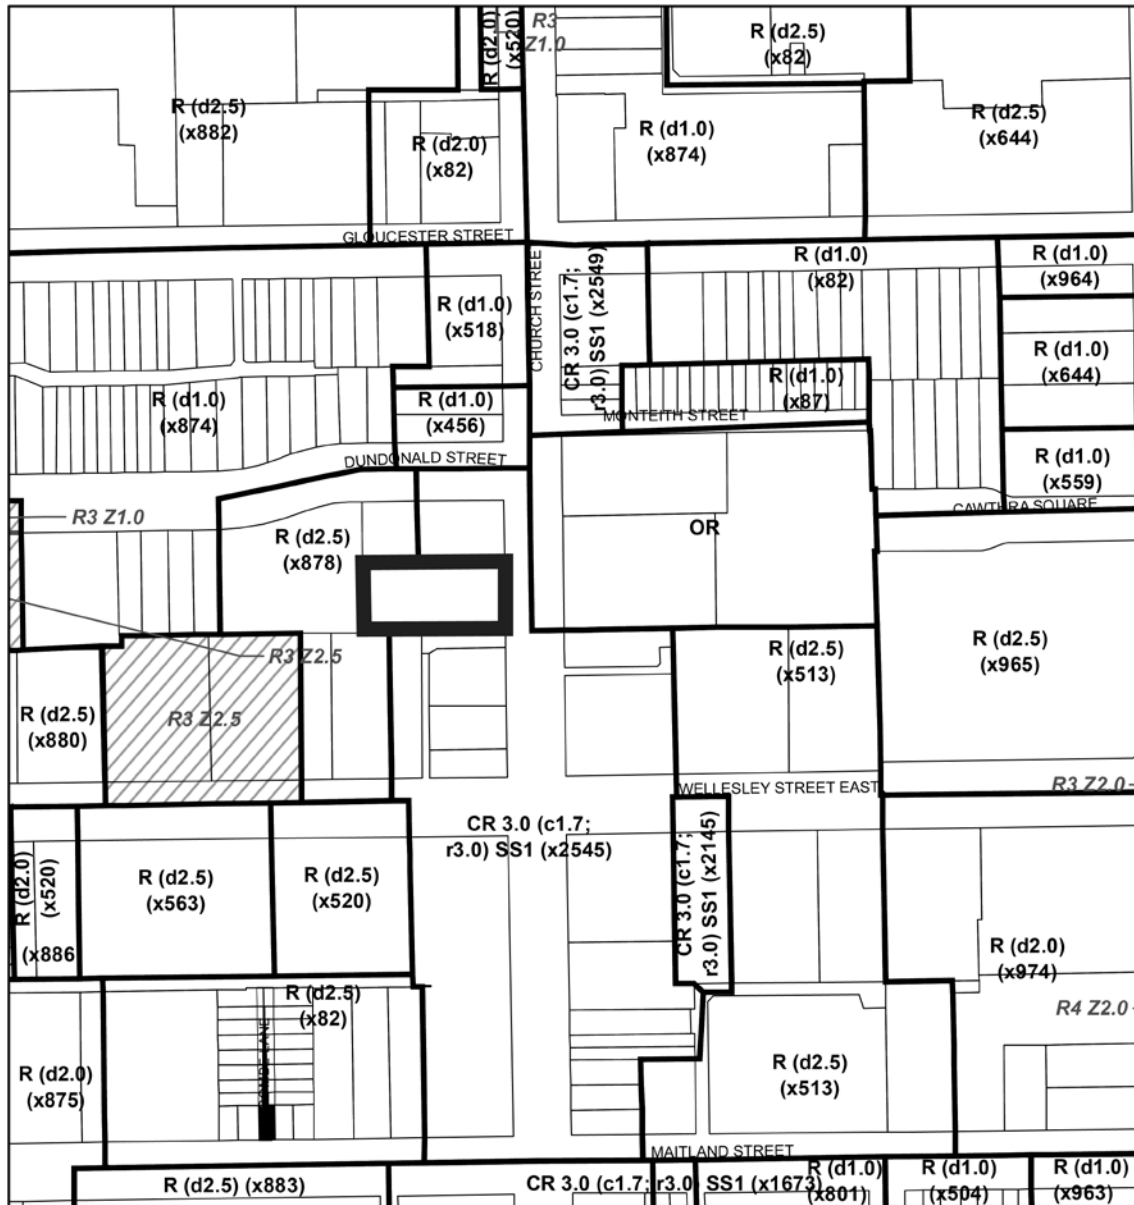 R (d2.0)
(x520)
R3
Z1.0
R (d2.5)
(x82)
R (d2.5)
(x882)
R (d2.0)
(x82)
R (d1.0)
(x874)
R (d2.5)
(x644)
GLOUCESTER STREET
CHURCH STREE
CR 3.0 (c1.7;
r3.0) SS1 (x2549)
R (d1.0)
(x82)
R (d1.0)
(x964)
R (d1.0)
(x518)
R (d1.0)
(x644)
R (d1.0)
(x87)
R (d1.0)
(x874)
R (d1.0)
(x456)
MONTEITH STREET
DUNDONALD STREET
R (d1.0)
(x559)
CAWTHRA SQUARE
R3 Z1.0
OR
R (d2.5)
(x878)
R3 Z2.5
R (d2.5)
(x513)
R (d2.5)
(x965)
R (d2.5)
(x880)
R3 Z2.5
WELLESLEY STREET EAST
R3 Z2.0
CR 3.0 (c1.7;
r3.0) SS1 (x2545)
CR 3.0 (c1.7;
r3.0) SS1 (x2145)
R (d2.0)
(x520)
R (d2.5)
(x563)
R (d2.5)
(x520)
(x886
R (d2.0)
(x974)
R (d2.5)
(x82)
R4 Z2.0
R (d2.0)
(x875)
LANE
R (d2.5)
(x513)
MAITLAND STREET
R (d2.5) (x883)
CR 3.0 (c1.7; r3.0) SS1 (x1673)
R (d1.0)
(x801)
R (d1.0)
(x504)
R (d1.0)
(x963)